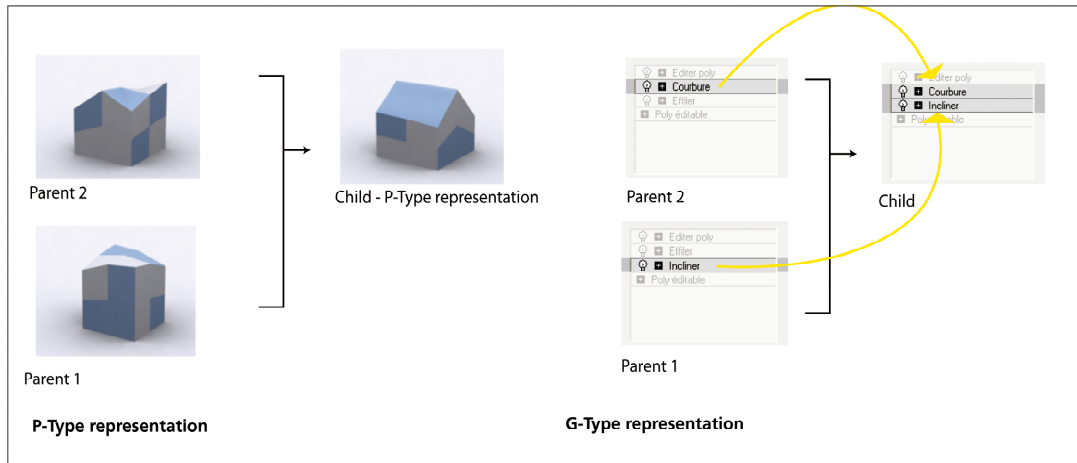 Parent 2
Child - P-Type representation
Parent 1
P-Type representation
Editer poly
Courbure
Effiler
Poly éditable
Parent 2
Editer poly
Effiler
Incliner
Poly éditable
Parent 1
Editer poly
Courbure
Incliner
Poly éditable
Child
G-Type representation